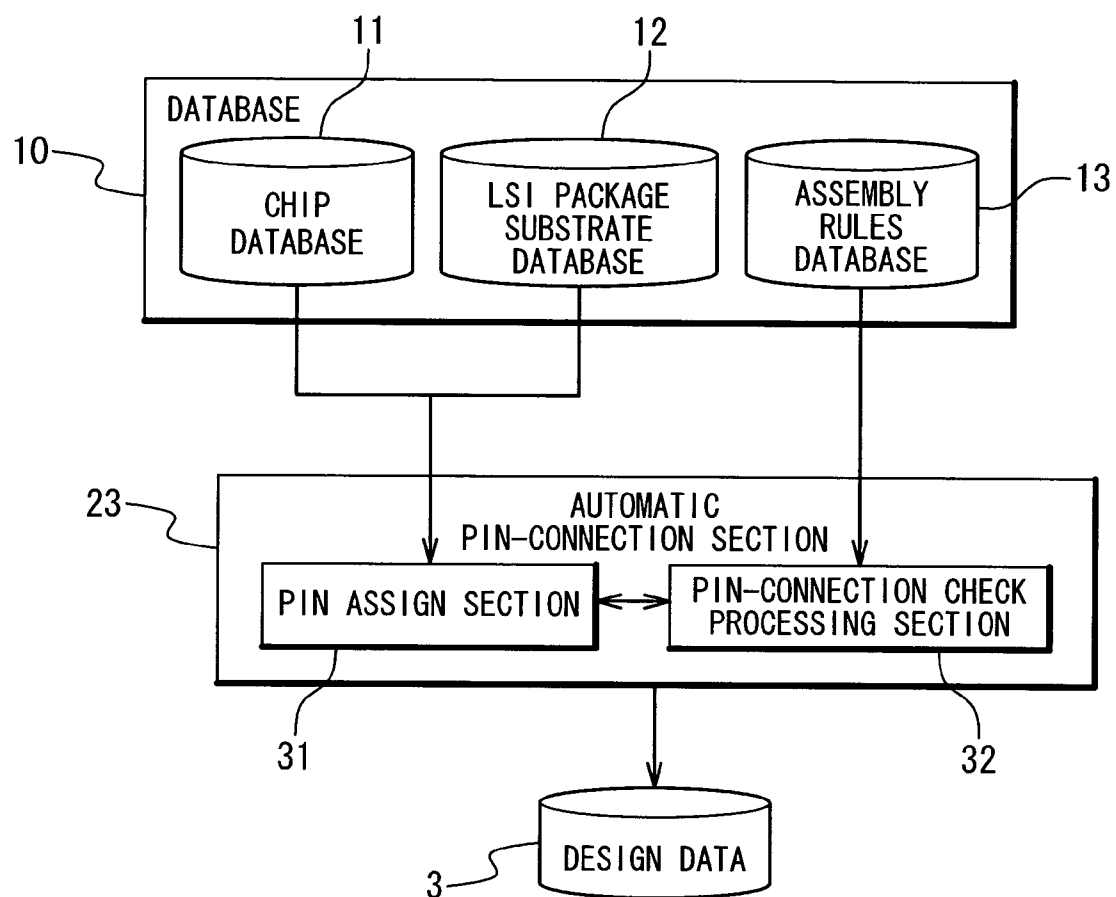 11
12
DATABASE
10
13
CHIP
DATABASE
LSI PACKAGE
SUBSTRATE
DATABASE
ASSEMBLY
RULES
DATABASE
23
AUTOMATIC
PIN-CONNECTION SECTION
PIN ASSIGN SECTION
PIN-CONNECTION CHECK
PROCESSING SECTION
31
32
DESIGN DATA
3